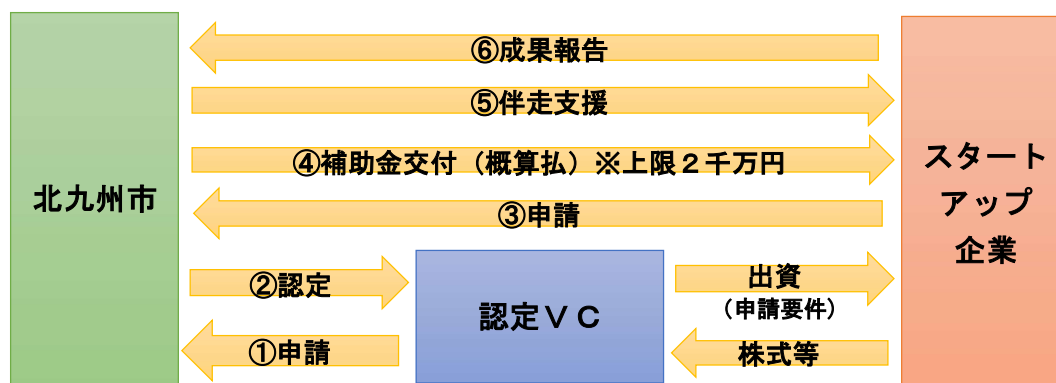 ⑥成果報告
⑤伴走支援
④補助金交付（概算払）※上限２千万円
③申請
北九州市
スタート
アップ
企業
②認定
①申請
認定ＶＣ
出資
（申請要件）
株式等